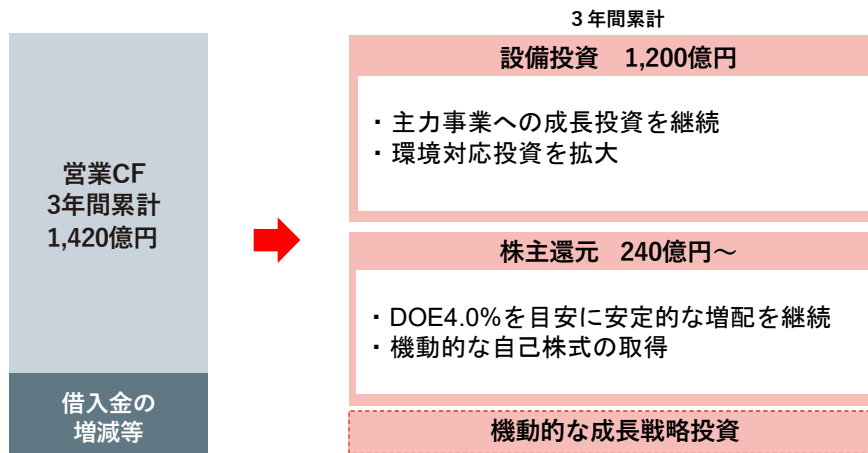 営業CF
3年間累計
1,420億円
借入金の
増減等
３年間累計
設備投資　1,200億円
・主力事業への成長投資を継続
・環境対応投資を拡大
株主還元　240億円～
・DOE4.0%を目安に安定的な増配を継続
・機動的な自己株式の取得
機動的な成長戦略投資